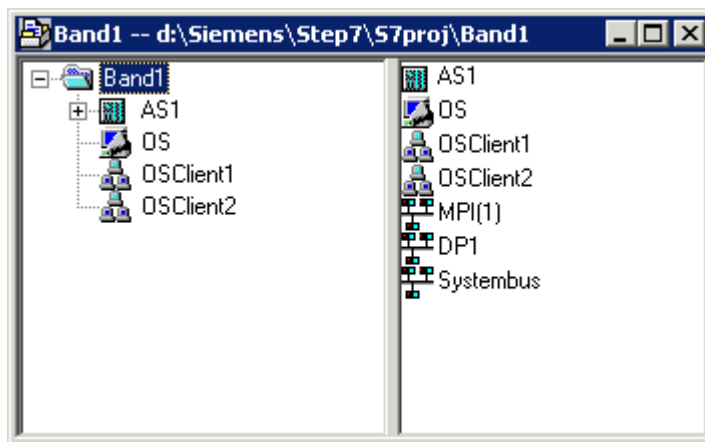 Band1 -- d:\Siemens\Step7\S7proj\Band1
Band1
AS1
OS
OSClient1
OSClient2
AS1
OS
OSClient1
OSClient2
MPI(1)
DP1
Systembus